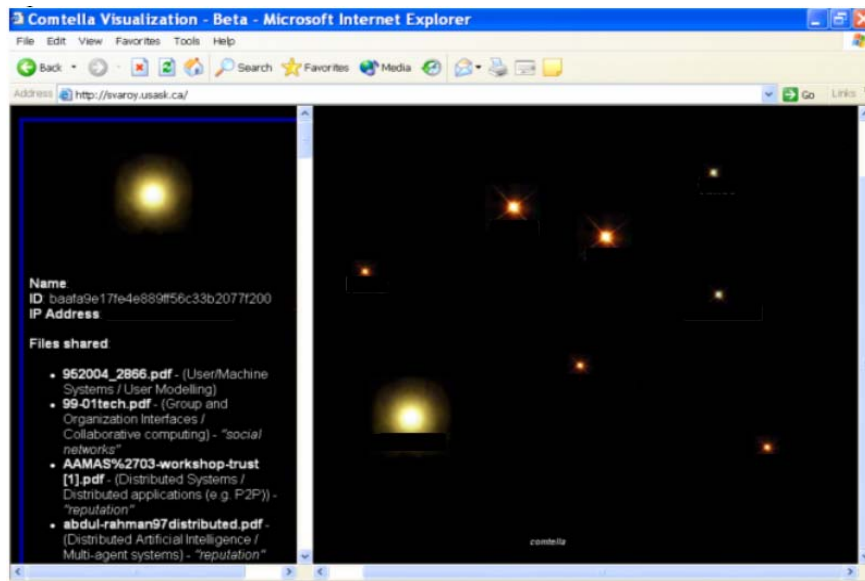 Comtella Visualization - Beta - Microsoft Internet Explorer
File Edit View Favorites Tools Help
Back Search Favorites Media
Address http://svaroy.usask.ca/ Go Links
Name:
ID: baafa9e17fe4e889ff56c33b2077f200
IP Address:
Files shared:
• 952004_2866.pdf - (User/Machine
Systems / User Modelling)
• 99-01tech.pdf - (Group and
Organization Interfaces /
Collaborative computing) - "social
networks"
• AAMAS%2703-workshop-trust
[1].pdf - (Distributed Systems /
Distributed applications (e.g. P2P)) -
"reputation"
• abdul-rahman97distributed.pdf -
(Distributed Artificial Intelligence /
Multi-agent systems) - "reputation"
comtella